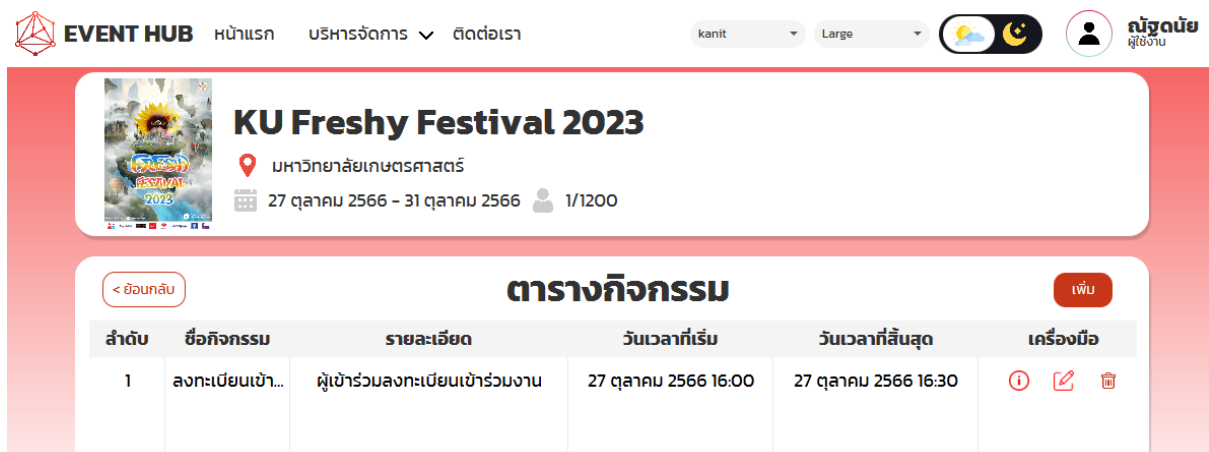 EVENT HUB หน้าแรก บริหารจัดการ ติดต่อเรา kanit Large ณัฐดนัย
ผู้ใช้งาน
KU Freshy Festival 2023
มหาวิทยาลัยเกษตรศาสตร์
27 ตุลาคม 2566 - 31 ตุลาคม 2566 1/1200
FRESHY
FESTIVAL
2023
< ย้อนกลับ ตารางกิจกรรม เพิ่ม
ลำดับ ชื่อกิจกรรม รายละเอียด วันเวลาที่เริ่ม วันเวลาที่สิ้นสุด เครื่องมือ
1 ลงทะเบียนเข้า... ผู้เข้าร่วมลงทะเบียนเข้าร่วมงาน 27 ตุลาคม 2566 16:00 27 ตุลาคม 2566 16:30